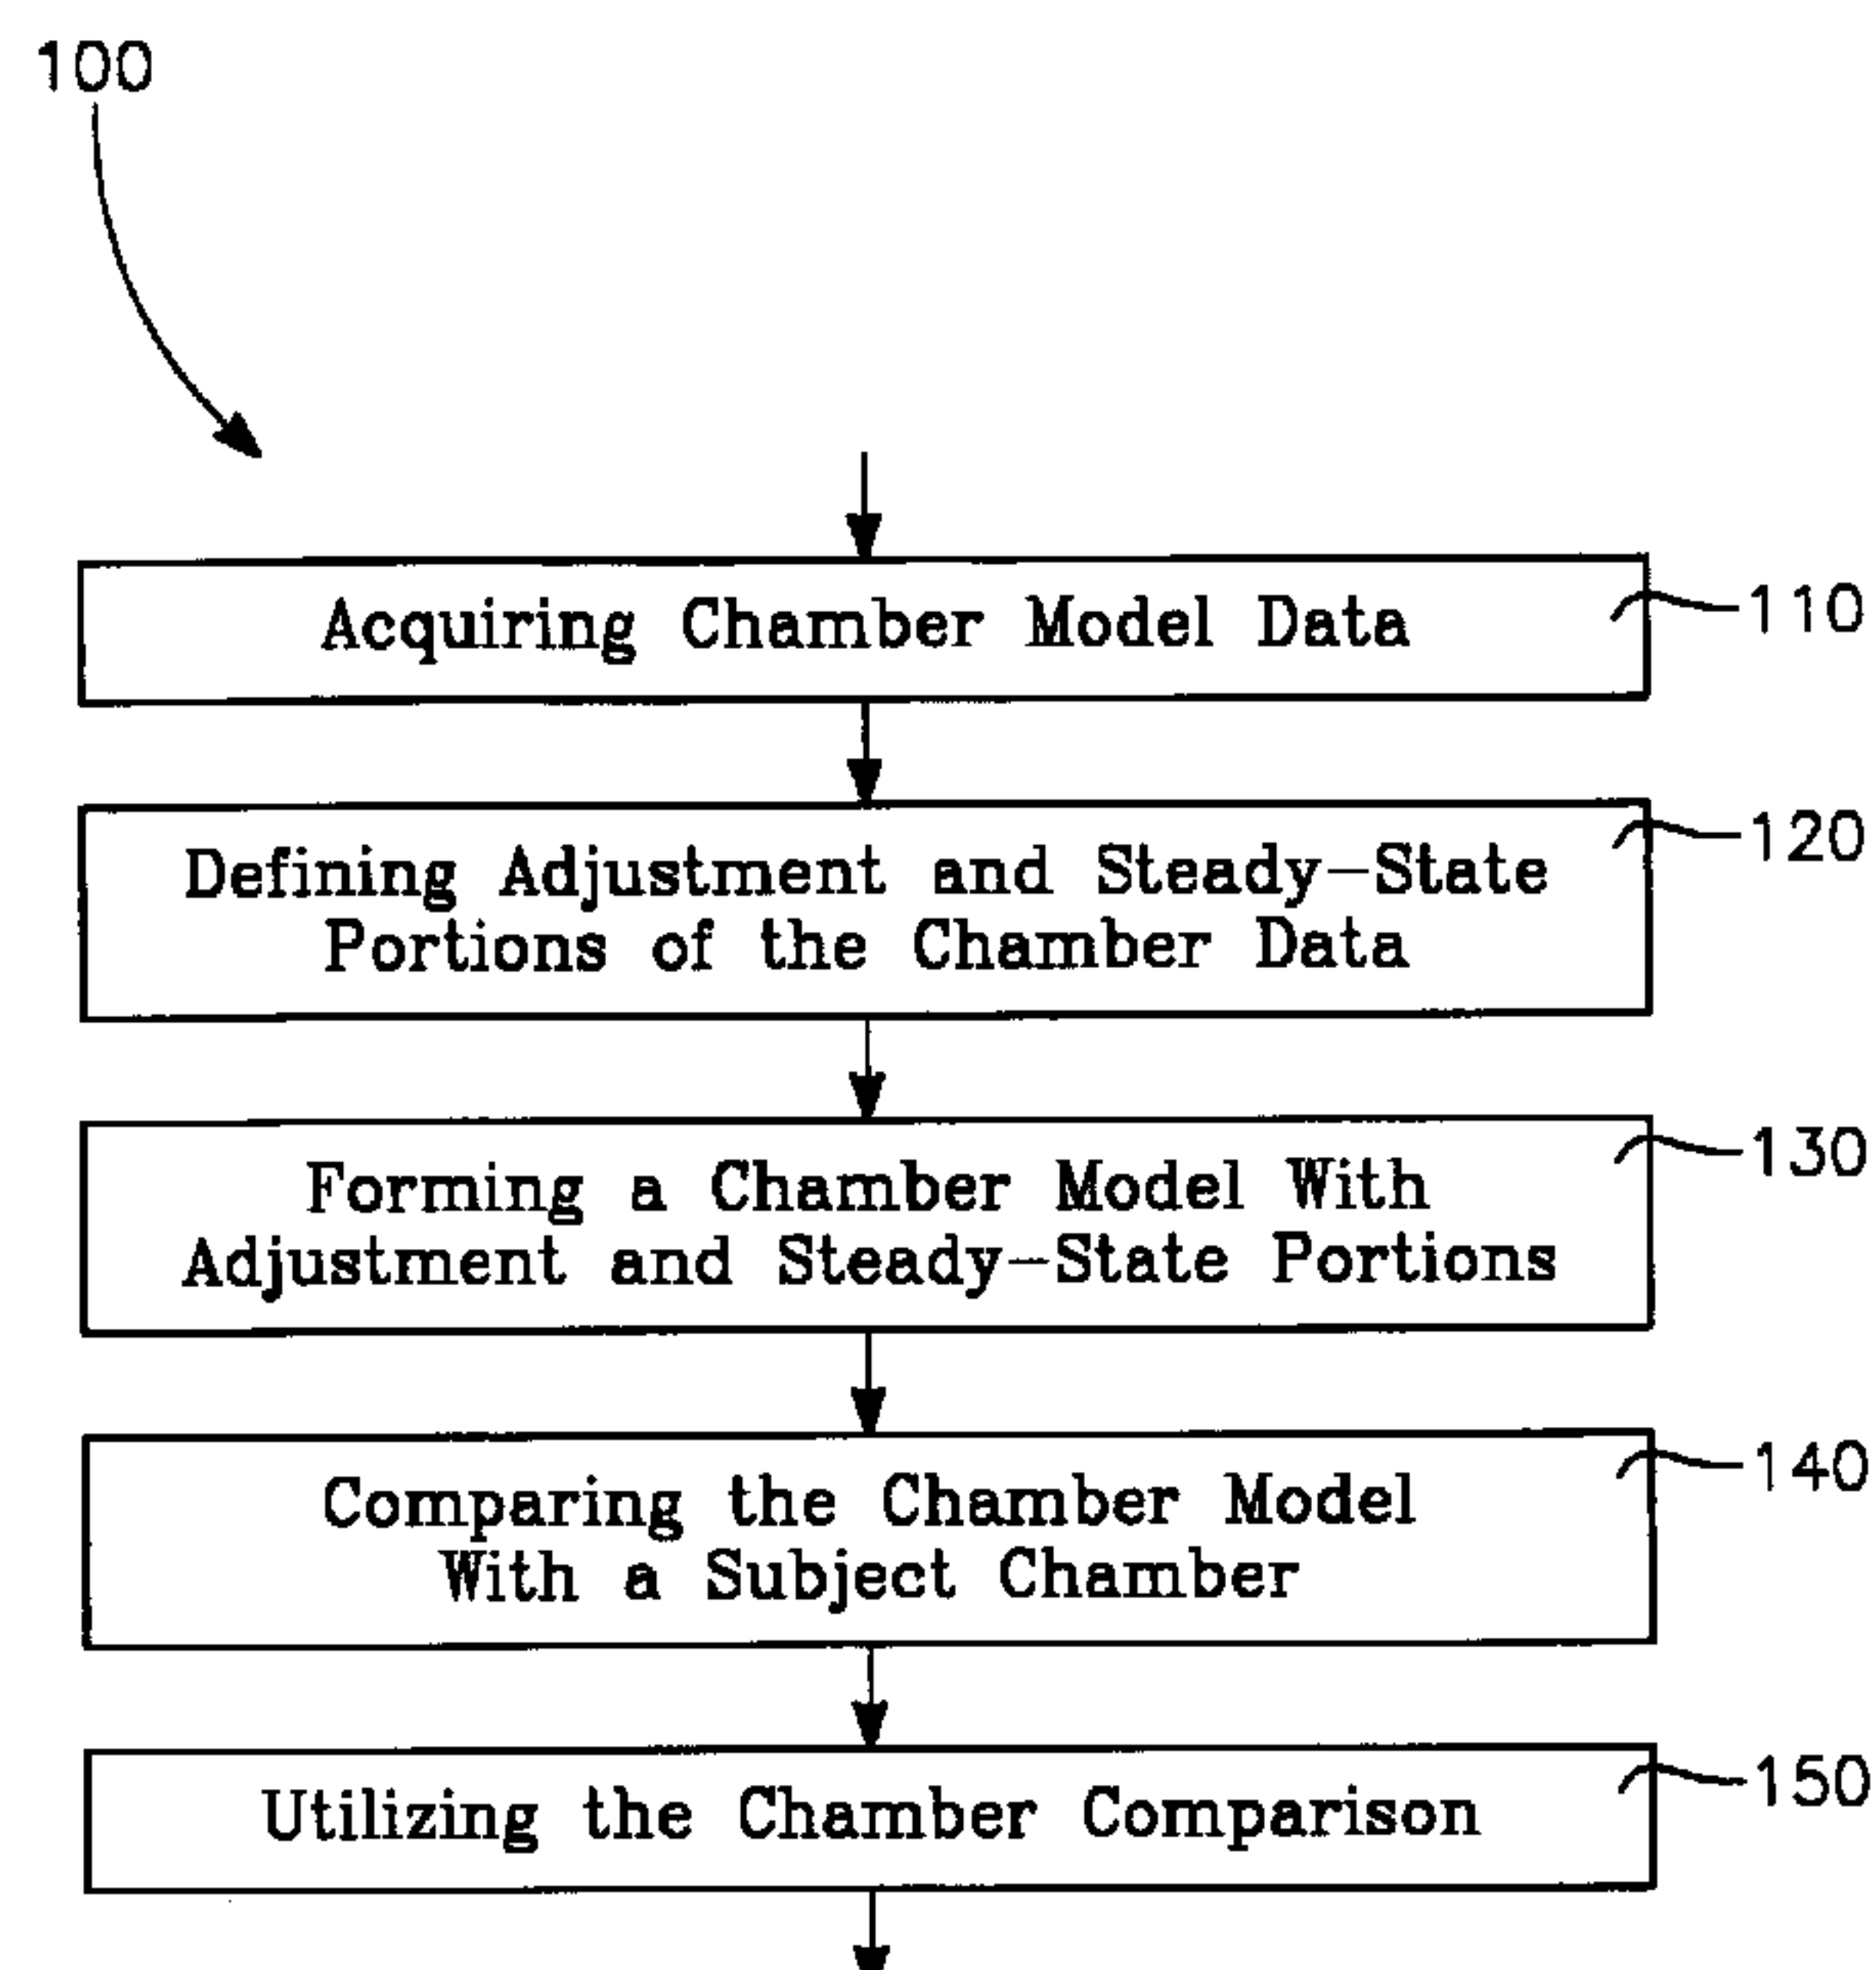 100
Acquiring Chamber Model Data
110
Defining Adjustment and Steady-State
Portions of the Chamber Data
120
Forming a Chamber Model With
Adjustment and Steady-State Portions
130
Comparing the Chamber Model
With a Subject Chamber
140
Utilizing the Chamber Comparison
150